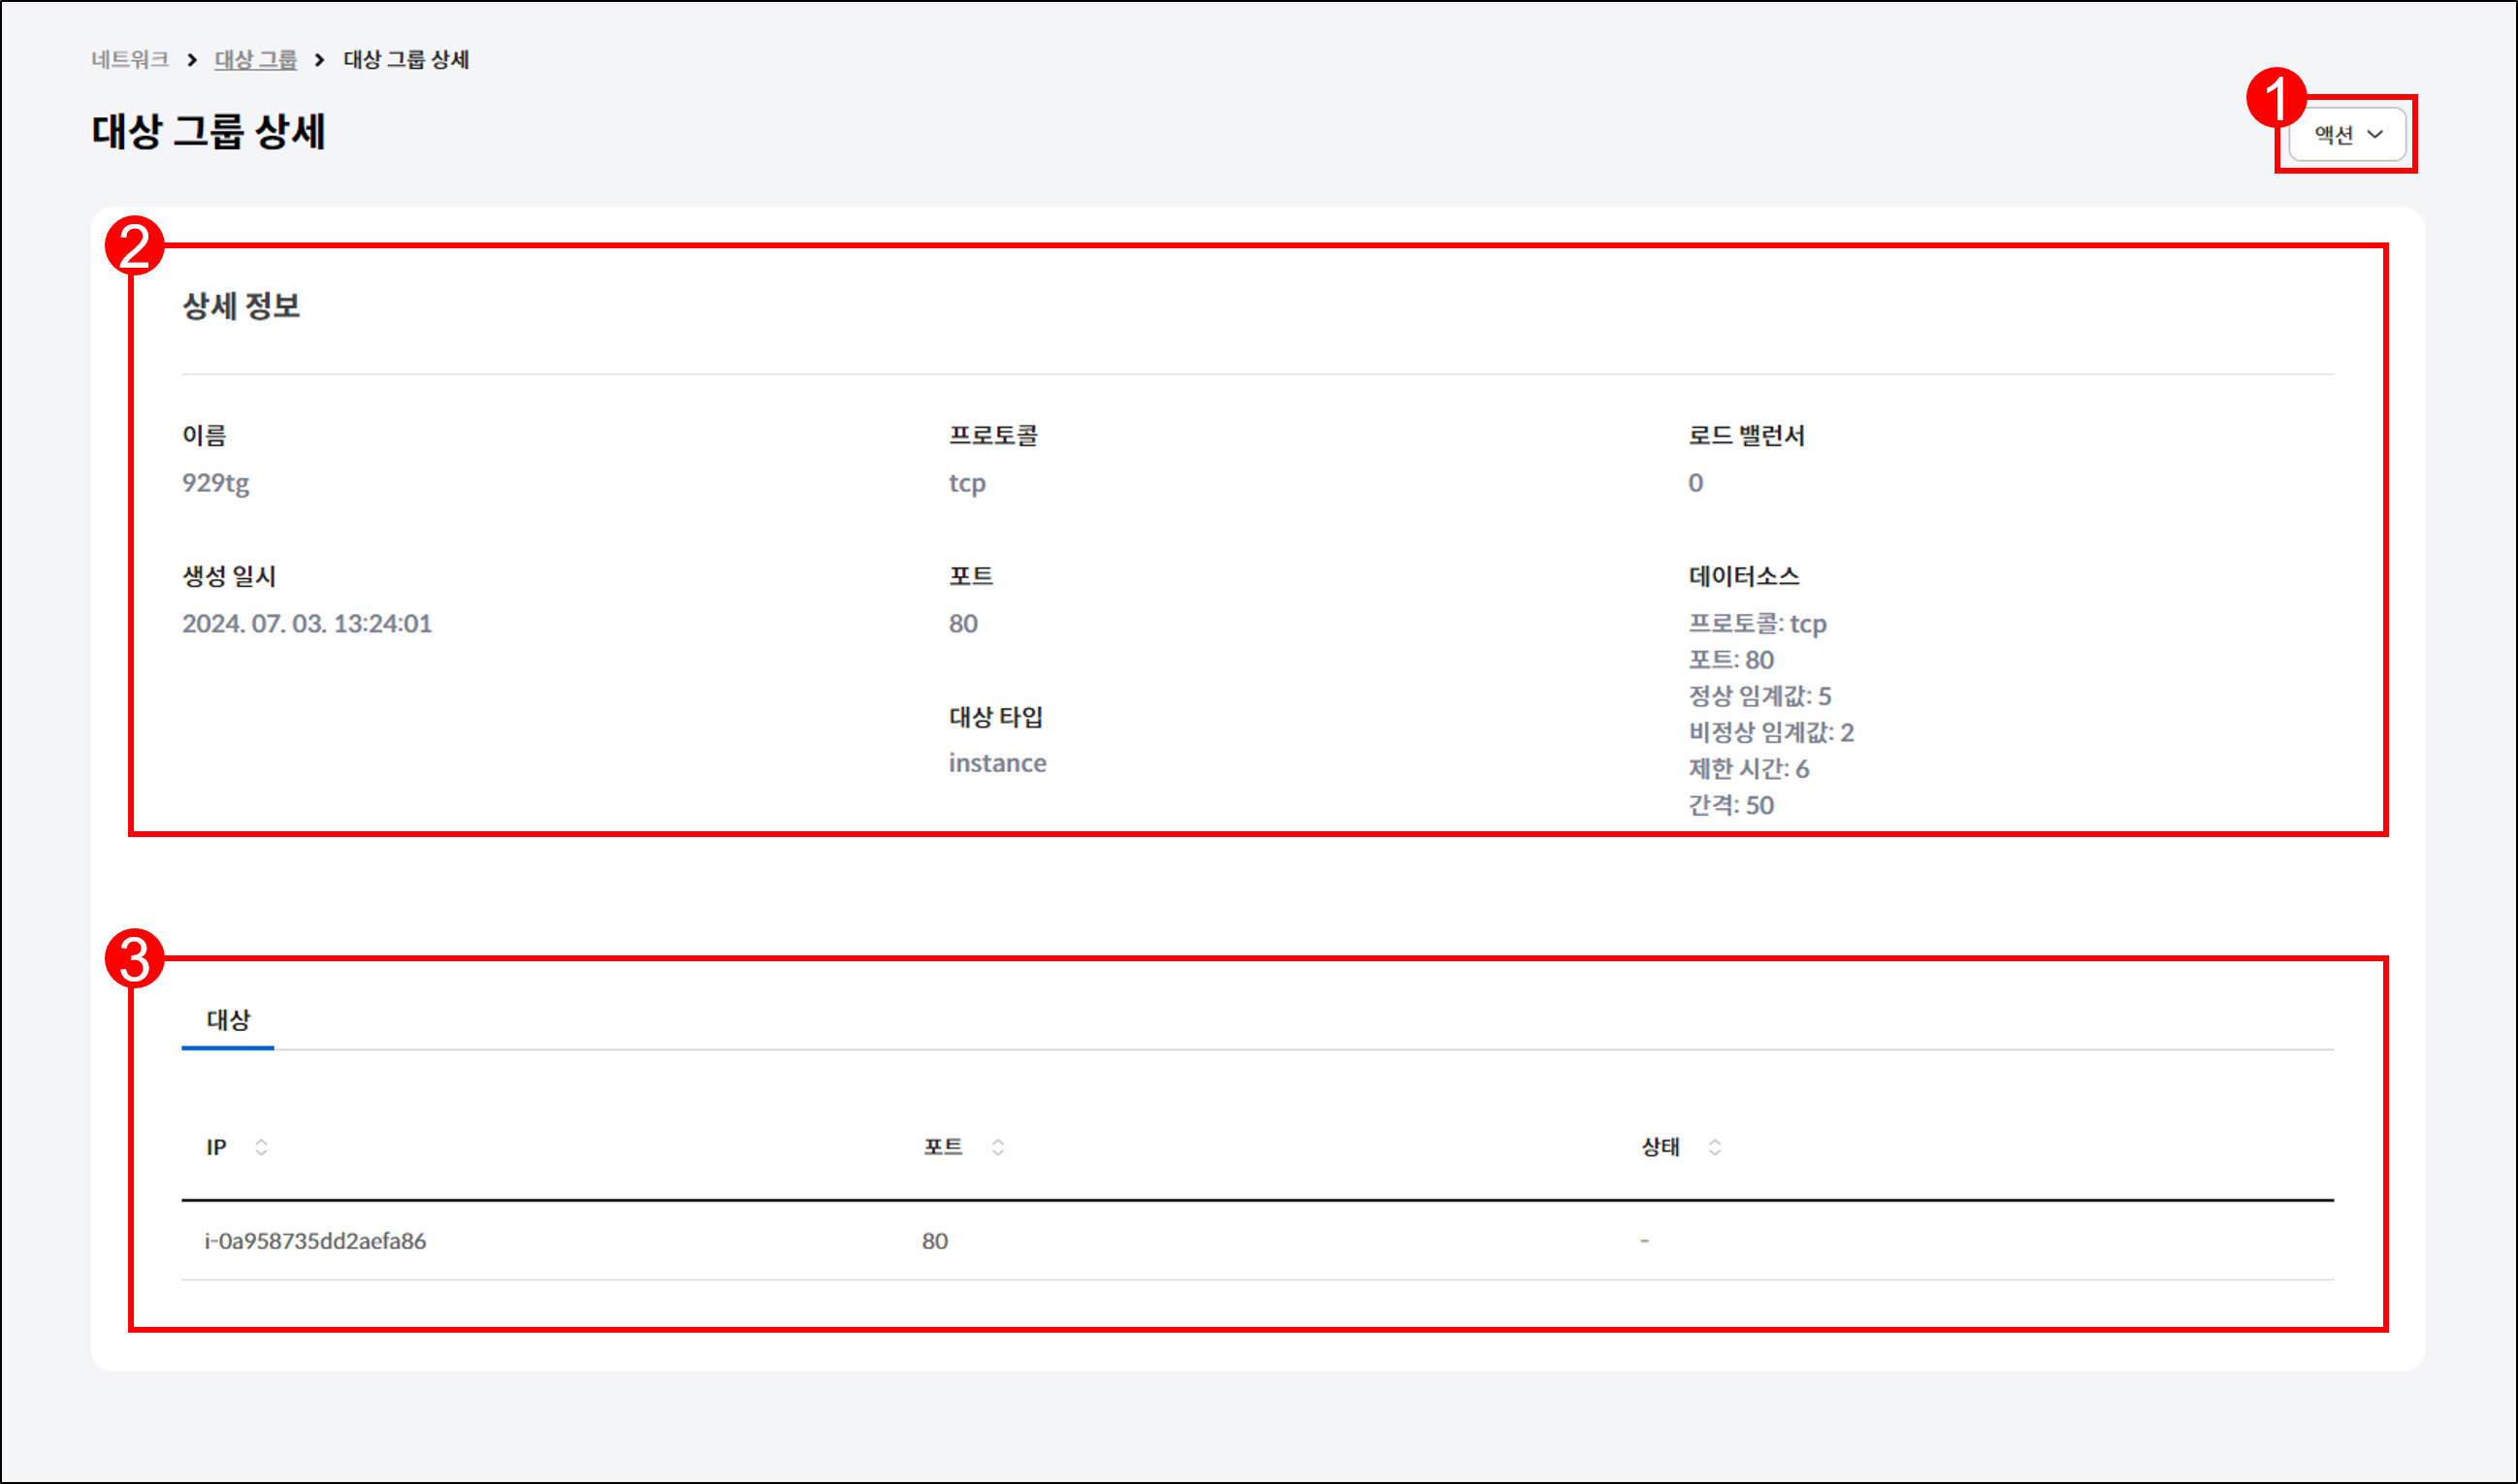 네트워크 > 대상 그룹 > 대상 그룹 상세
대상 그룹 상세
1
액션
2
상세 정보
이름
929tg
프로토콜
tcp
로드 밸런서
0
생성 일시
2024. 07. 03. 13:24:01
포트
80
대상 타입
instance
데이터소스
프로토콜: tcp
포트: 80
정상 임계값: 5
비정상 임계값: 2
제한 시간: 6
간격: 50
3
대상
IP 포트 상태
i-0a958735dd2aefa86 80 -